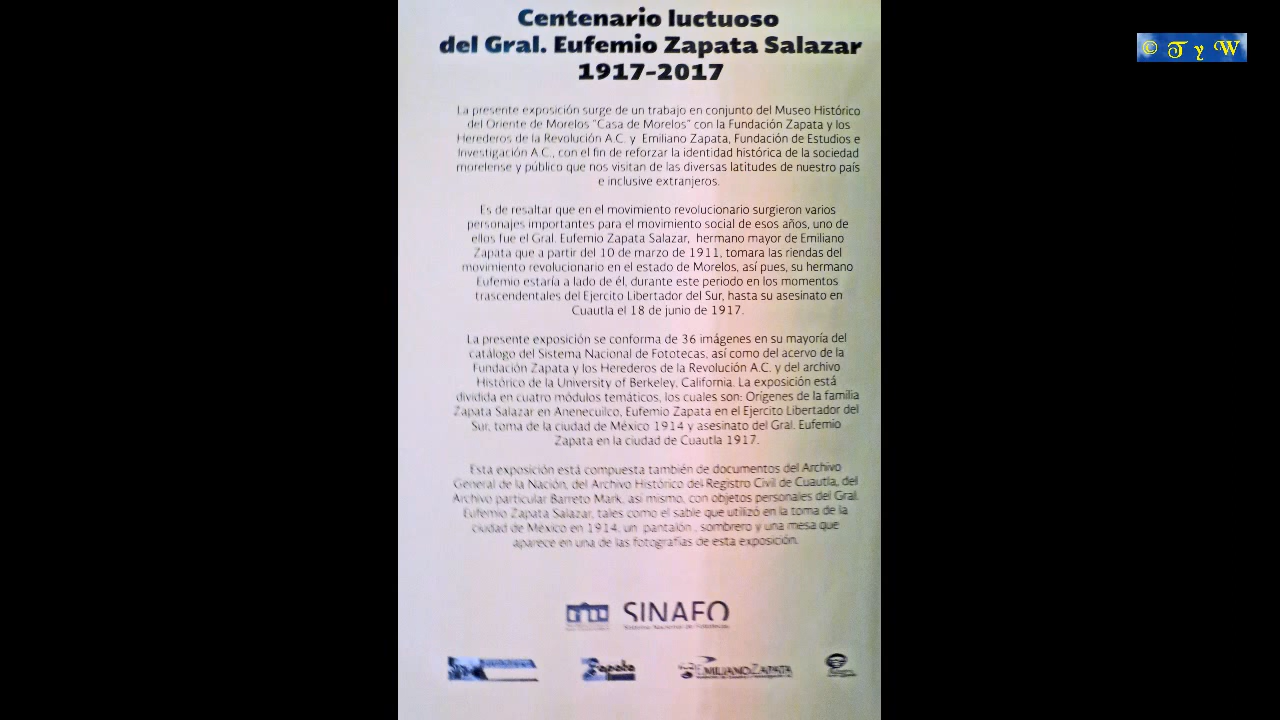 Centenario luctuoso
del Gral. Eufemio Zapata Salazar
1917-2017
La presente exposición surge de un trabajo en conjunto del Museo Histórico
del Oriente de Morelos "Casa de Morelos" con la Fundación Zapata y los
Herederos de la Revolución A.C. y Emiliano Zapata, Fundación de Estudios e
Investigación A.C., con el fin de reforzar la identidad histórica de la sociedad
morelense y público que nos visitan de las diversas latitudes de nuestro país
e inclusive extranjeros.
Es de resaltar que en el movimiento revolucionario surgieron varios
personajes importantes para el movimiento social de esos años, uno de
ellos fue el Gral. Eufemio Zapata Salazar, hermano mayor de Emiliano
Zapata que a partir del 10 de marzo de 1911, tomara las riendas del
movimiento revolucionario en el estado de Morelos, así pues, su hermano
Eufemio estaría a lado de él, durante este periodo en los momentos
trascendentales del Ejercito Libertador del Sur, hasta su asesinato en
Cuautla el 18 de junio de 1917.
La presente exposición se conforma de 36 imágenes en su mayoría del
catálogo del Sistema Nacional de Fototecas, así como del acervo de la
Fundación Zapata y los Herederos de la Revolución A.C. y del archivo
Histórico de la University of Berkeley, California. La exposición está
dividida en cuatro módulos temáticos, los cuales son: Orígenes de la familia
Zapata Salazar en Anenecuilco, Eufemio Zapata en el Ejercito Libertador del
Sur, toma de la ciudad de México 1914 y asesinato del Gral. Eufemio
Zapata en la ciudad de Cuautla 1917.
Esta exposición está compuesta también de documentos del Archivo
General de la Nación, del Archivo Histórico del Registro Civil de Cuautla, del
Archivo particular Barreto Mark, así mismo, con objetos personales del Gral.
Eufemio Zapata Salazar, tales como el sable que utilizó en la toma de la
ciudad de México en 1914, un pantalón , sombrero y una mesa que
aparece en una de las fotografías de esta exposición.
SINAFO
Sistema Nacional de Fototecas
Zapata
EMILIANO ZAPATA
© T y W